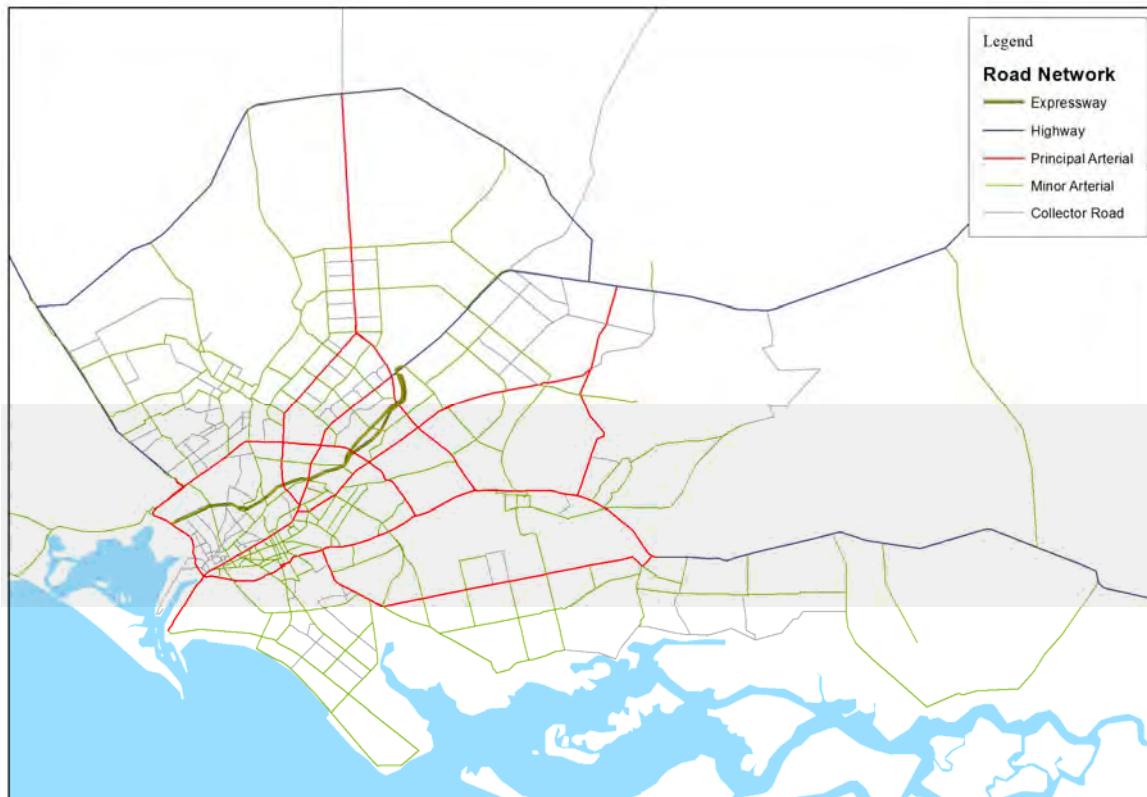 Legend
Road Network
Expressway
Highway
Principal Arterial
Minor Arterial
Collector Road